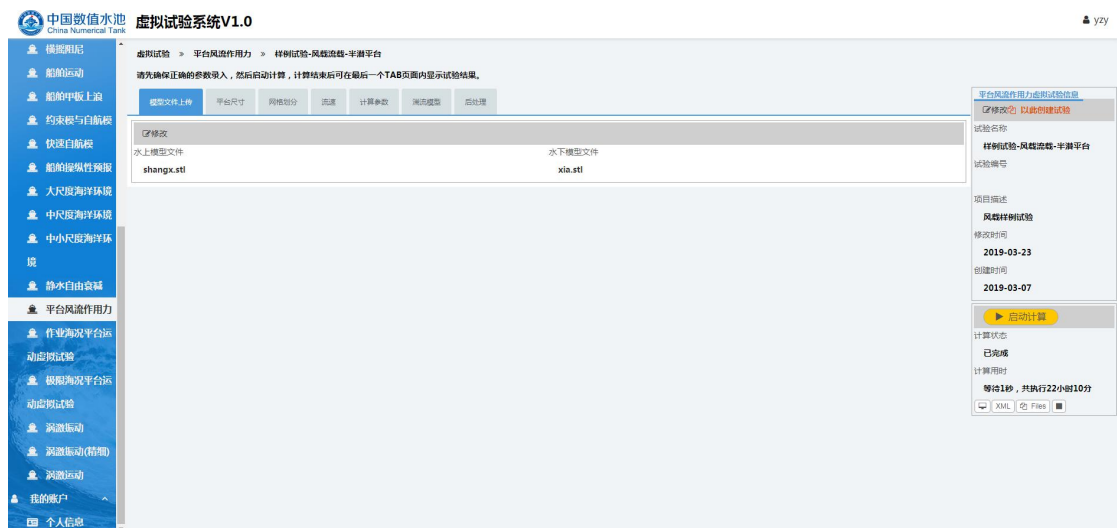 中国数值水池
China Numerical Tank
虚拟试验系统V1.0
yzy
横摇阻尼
船舶运动
船舶甲板上浪
约束模与自航模
快速自航模
船舶操纵性预报
大尺度海洋环境
中尺度海洋环境
中小尺度海洋环
境
静水自由衰减
平台风流作用力
作业海况平台运
动虚拟试验
极限海况平台运
动虚拟试验
涡激振动
涡激振动(精细)
涡激运动
我的账户
个人信息
虚拟试验 » 平台风流作用力 » 样例试验-风载流载-半潜平台
请先确保正确的参数录入，然后启动计算，计算结束后可在最后一个TAB页面内显示试验结果。
模型文件上传 平台尺寸 网格划分 流速 计算参数 湍流模型 后处理
修改
水上模型文件 水下模型文件
shangx.stl xia.stl
平台风流作用力虚拟试验信息
修改 以此创建试验
试验名称
样例试验-风载流载-半潜平台
试验编号
项目描述
风载样例试验
修改时间
2019-03-23
创建时间
2019-03-07
启动计算
计算状态
已完成
计算用时
等待1秒，共执行22小时10分
XML Files